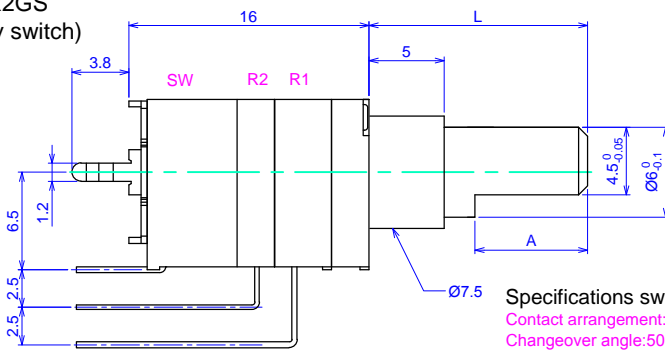 2GS
y switch)
16
L
3.8
5
SW R2 R1
4.5 0 -0.05
Ø6 0 -0.1
1.2
6.5
A
2.5
Ø7.5
2.5
Specifications sw
Contact arrangement:
Changeover angle:50